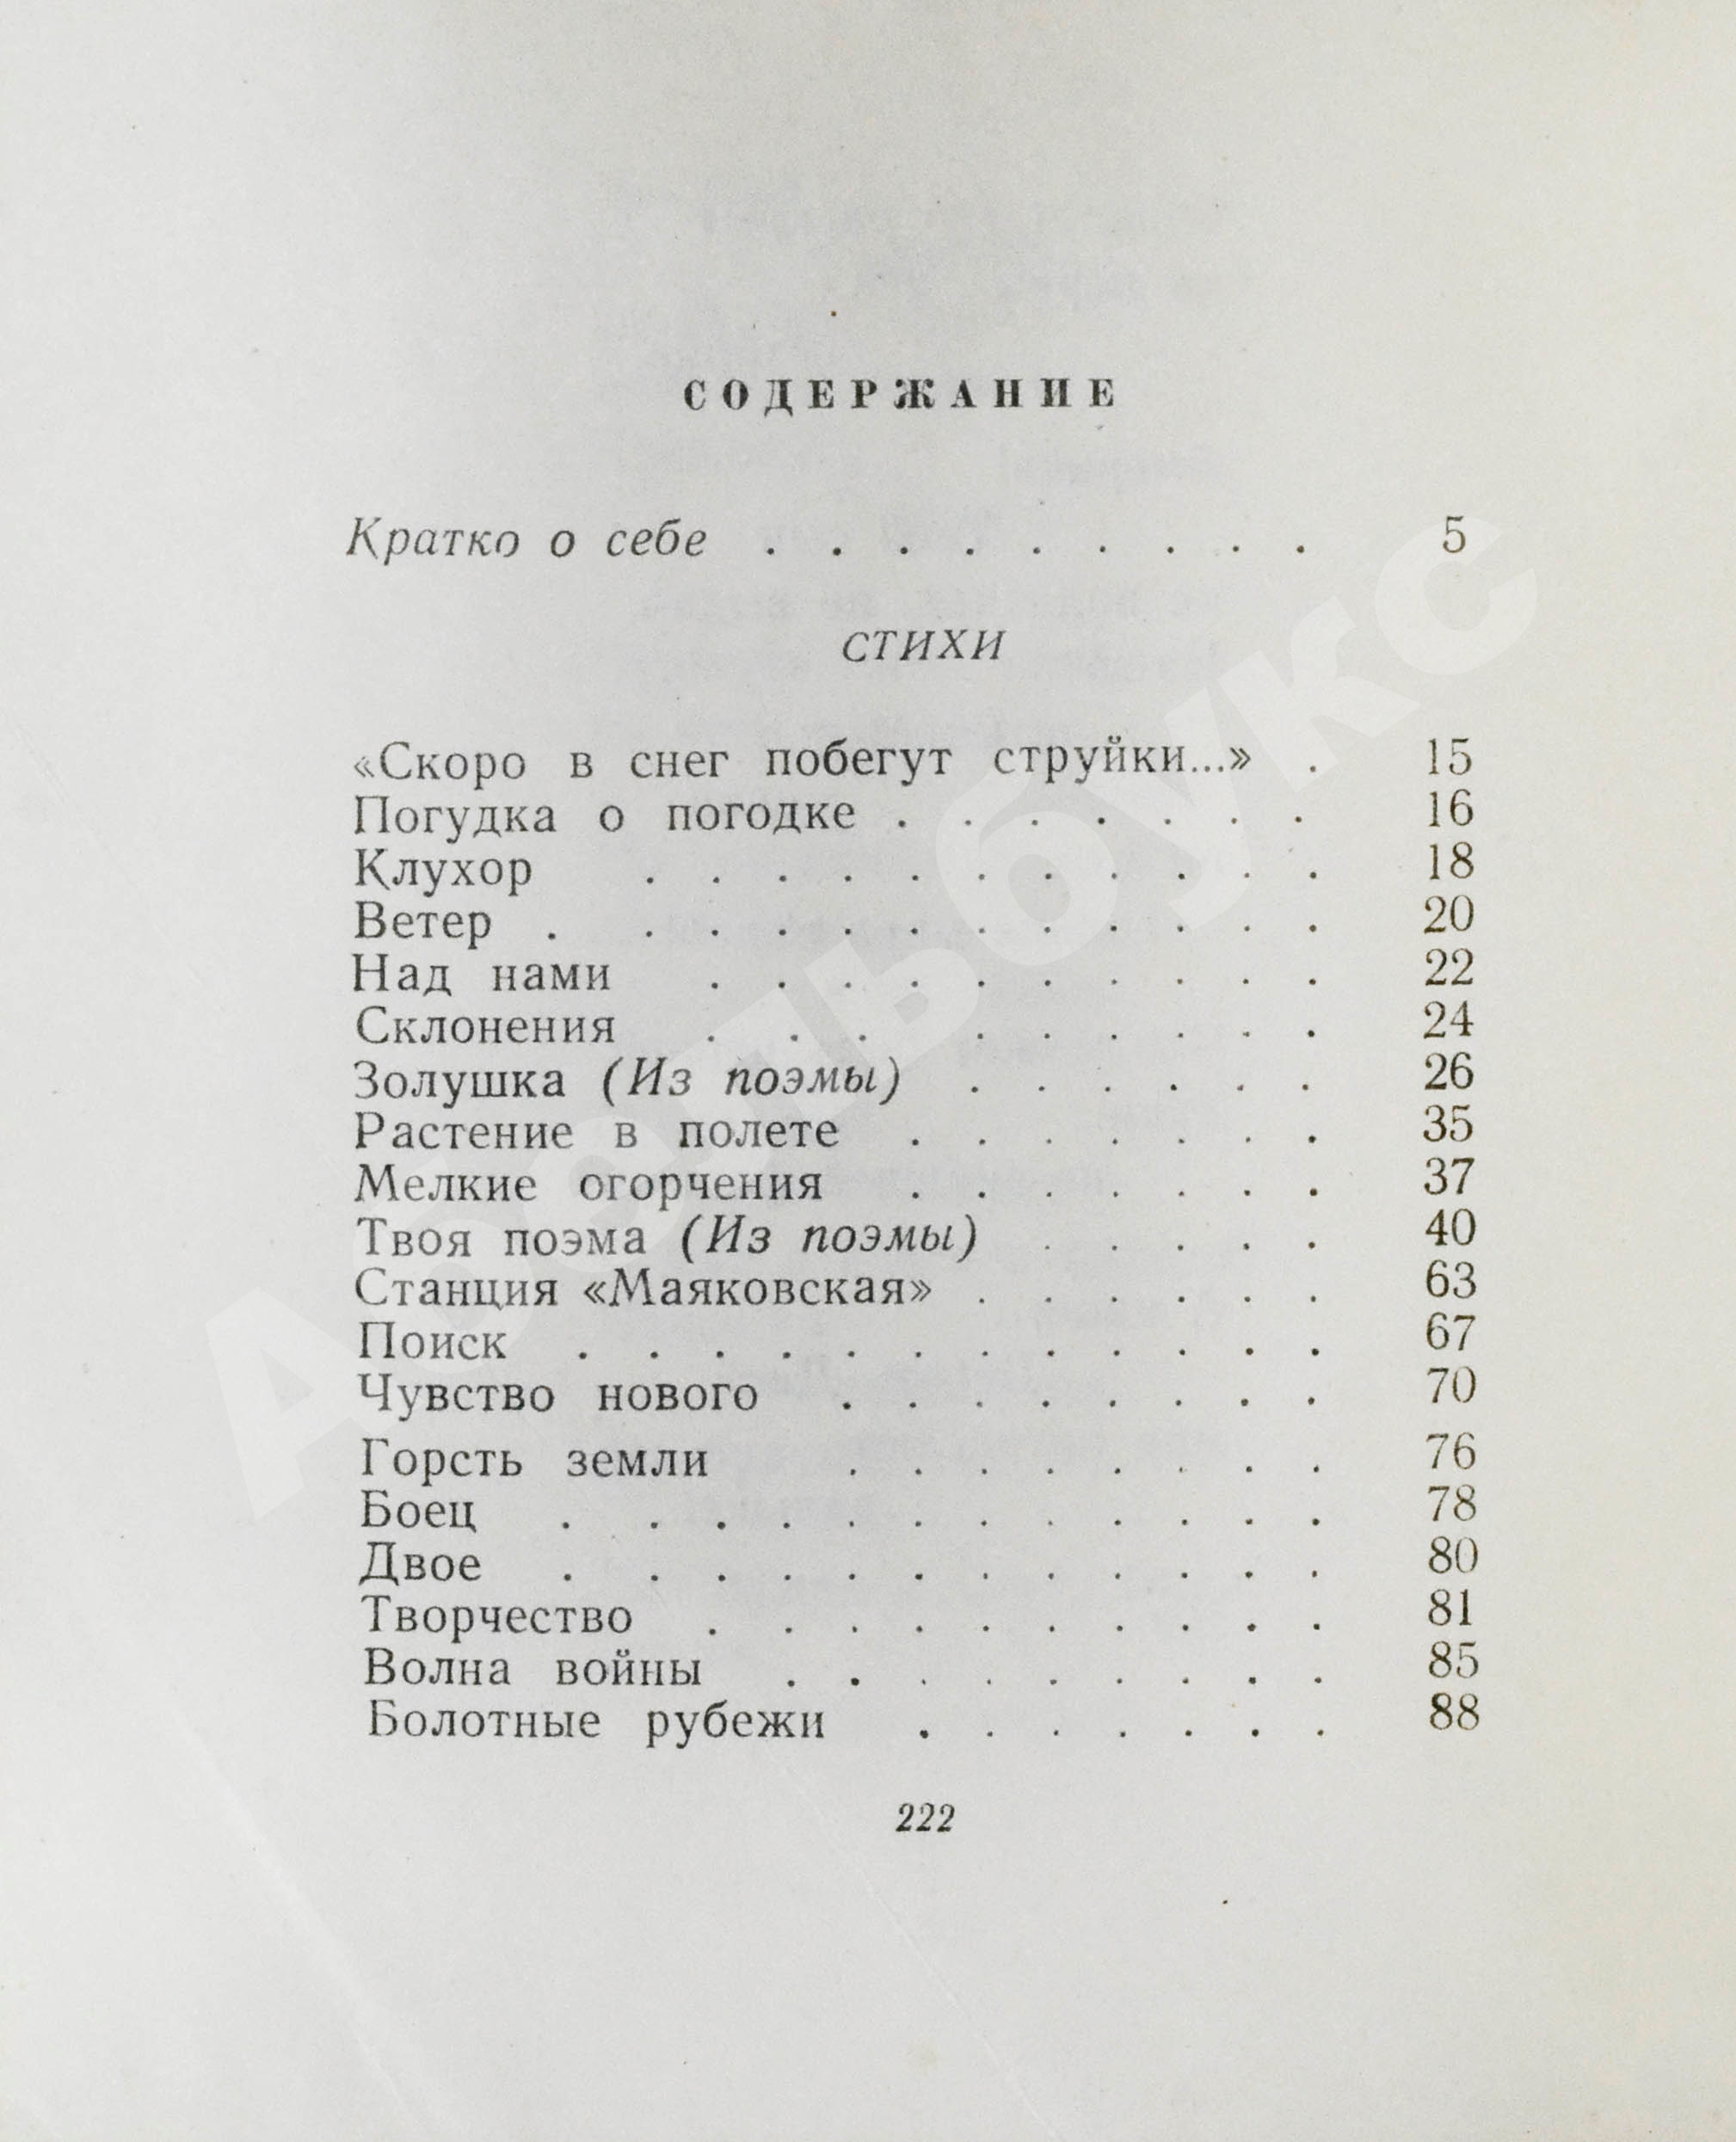 СОДЕРЖАНИЕ
Кратко о себе . . . . . . . . . 5
СТИХИ
«Скоро в снег побегут струйки...» . 15
Погудка о погодке . . . . . . . 16
Клухор . . . . . . . . . . . 18
Ветер . . . . . . . . . . . . 20
Над нами . . . . . . . . . . 22
Склонения . . . . . . . . . 24
Золушка (Из поэмы) . . . . . . 26
Растение в полете . . . . . . . 35
Мелкие огорчения . . . . . . . 37
Твоя поэма (Из поэмы) . . . . . 40
Станция «Маяковская» . . . . . . 63
Поиск . . . . . . . . . . . . 67
Чувство нового . . . . . . . . 70
Горсть земли . . . . . . . . 76
Боец . . . . . . . . . . . . 78
Двое . . . . . . . . . . . . 80
Творчество . . . . . . . . . . 81
Волна войны . . . . . . . . . 85
Болотные рубежи . . . . . . . 88
222
Арельбукс